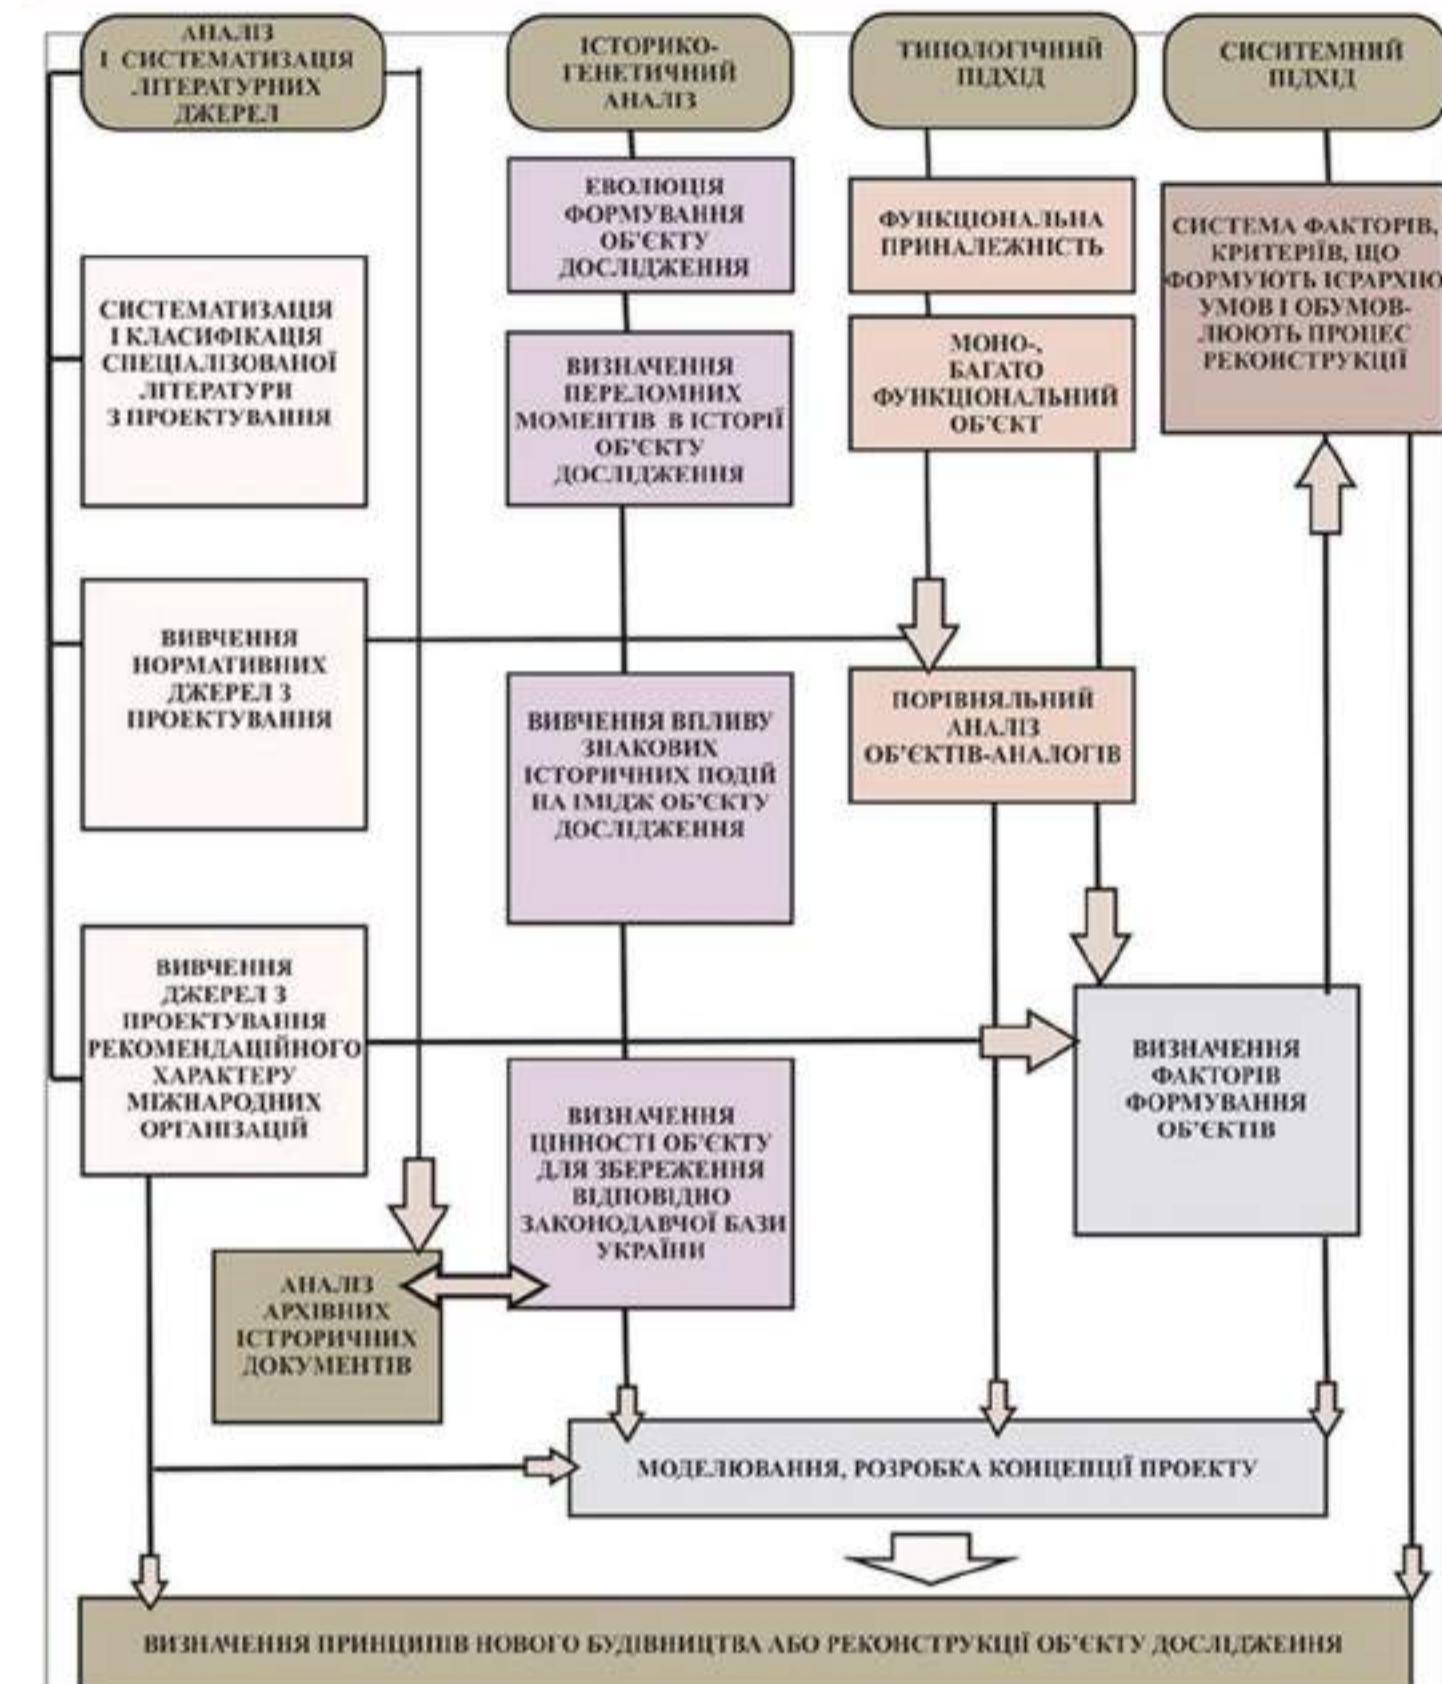 АНАЛІЗ
І СИСТЕМАТИЗАЦІЯ
ЛІТЕРАТУРНИХ
ДЖЕРЕЛ
ІСТОРИКО-
ГЕНЕТИЧНИЙ
АНАЛІЗ
ТИПОЛОГІЧНИЙ
ПІДХІД
СИСИТЕМНИЙ
ПІДХІД
СИСТЕМАТИЗАЦІЯ
І КЛАСИФІКАЦІЯ
СПЕЦІАЛІЗОВАНОЇ
ЛІТЕРАТУРИ
З ПРОЕКТУВАННЯ
ВИВЧЕННЯ
НОРМАТИВНИХ
ДЖЕРЕЛ З
ПРОЕКТУВАННЯ
ВИВЧЕННЯ
ДЖЕРЕЛ З
ПРОЕКТУВАННЯ
РЕКОМЕНДАЦІЙНОГО
ХАРАКТЕРУ
МІЖНАРОДНИХ
ОРГАНІЗАЦІЙ
АНАЛІЗ
АРХІВНИХ
ІСТРОРИЧНИХ
ДОКУМЕНТІВ
ЕВОЛЮЦІЯ
ФОРМУВАННЯ
ОБ'ЄКТУ
ДОСЛІДЖЕННЯ
ВИЗНАЧЕННЯ
ПЕРЕЛОМНИХ
МОМЕНТІВ В ІСТОРІЇ
ОБ'ЄКТУ
ДОСЛІДЖЕННЯ
ВИВЧЕННЯ ВПЛИВУ
ЗНАКОВИХ
ІСТОРИЧНИХ ПОДІЙ
НА ІМІДЖ ОБ'ЄКТУ
ДОСЛІДЖЕННЯ
ВИЗНАЧЕННЯ
ЦІННОСТІ ОБ'ЄКТУ
ДЛЯ ЗБЕРЕЖЕННЯ
ВІДПОВІДНО
ЗАКОНОДАВЧОЇ БАЗИ
УКРАЇНИ
ФУНКЦІОНАЛЬНА
ПРИНАЛЕЖНІСТЬ
МОНО-,
БАГАТО
ФУНКЦІОНАЛЬНИЙ
ОБ'ЄКТ
ПОРІВНЯЛЬНИЙ
АНАЛІЗ
ОБ'ЄКТІВ-АНАЛОГІВ
СИСТЕМА ФАКТОРІВ,
КРИТЕРІЇВ, ЩО
ФОРМУЮТЬ ІЄРАРХІЮ
УМОВ І ОБУМОВ-
ЛЮЮТЬ ПРОЦЕС
РЕКОНСТРУКЦІЇ
ВИЗНАЧЕННЯ
ФАКТОРІВ
ФОРМУВАННЯ
ОБ'ЄКТІВ
МОДЕЛЮВАННЯ, РОЗРОБКА КОНЦЕПЦІЇ ПРОЕКТУ
ВИЗНАЧЕННЯ ПРИНЦИПІВ НОВОГО БУДІВНИЦТВА АБО РЕКОНСТРУКЦІЇ ОБ'ЄКТУ ДОСЛІДЖЕННЯ